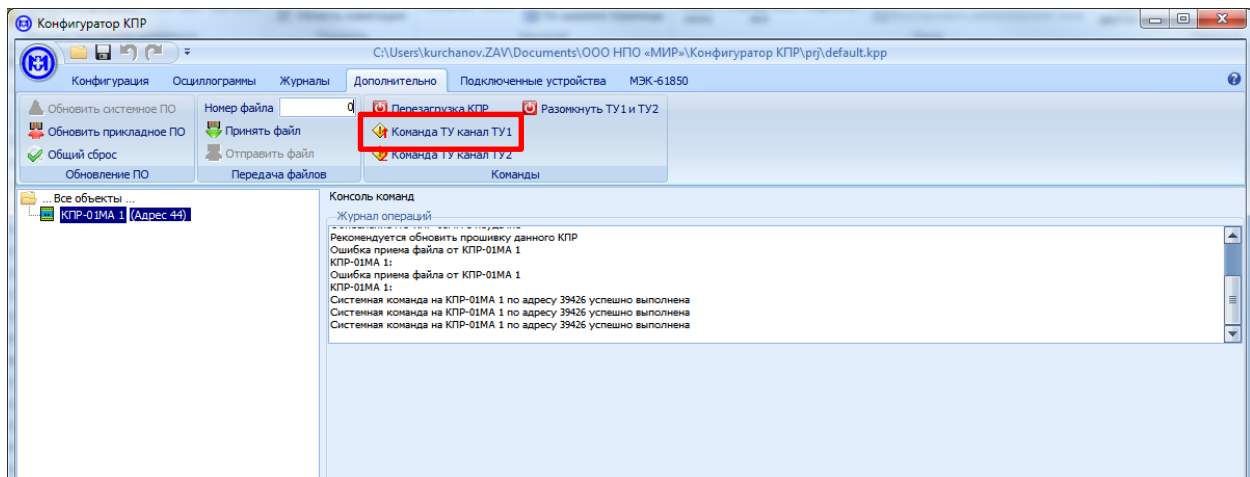 Конфигуратор КПР
C:\Users\kurchanov.ZAV\Documents\ООО НПО «МИР»\Конфигуратор КПР\prj\default.kpp
Конфигурация Осциллограммы Журналы Дополнительно Подключенные устройства МЭК-61850
Обновить системное ПО Номер файла 0 Перезагрузка КПР Разомкнуть ТУ1 и ТУ2
Обновить прикладное ПО Принять файл Команда ТУ канал ТУ1
Общий сброс Отправить файл Команда ТУ канал ТУ2
Обновление ПО Передача файлов Команды
... Все объекты ...
КПР-01МА 1 (Адрес 44)
Консоль команд
Журнал операций
Рекомендуется обновить прошивку данного КПР
Ошибка приема файла от КПР-01МА 1
КПР-01МА 1:
Ошибка приема файла от КПР-01МА 1
КПР-01МА 1:
Системная команда на КПР-01МА 1 по адресу 39426 успешно выполнена
Системная команда на КПР-01МА 1 по адресу 39426 успешно выполнена
Системная команда на КПР-01МА 1 по адресу 39426 успешно выполнена